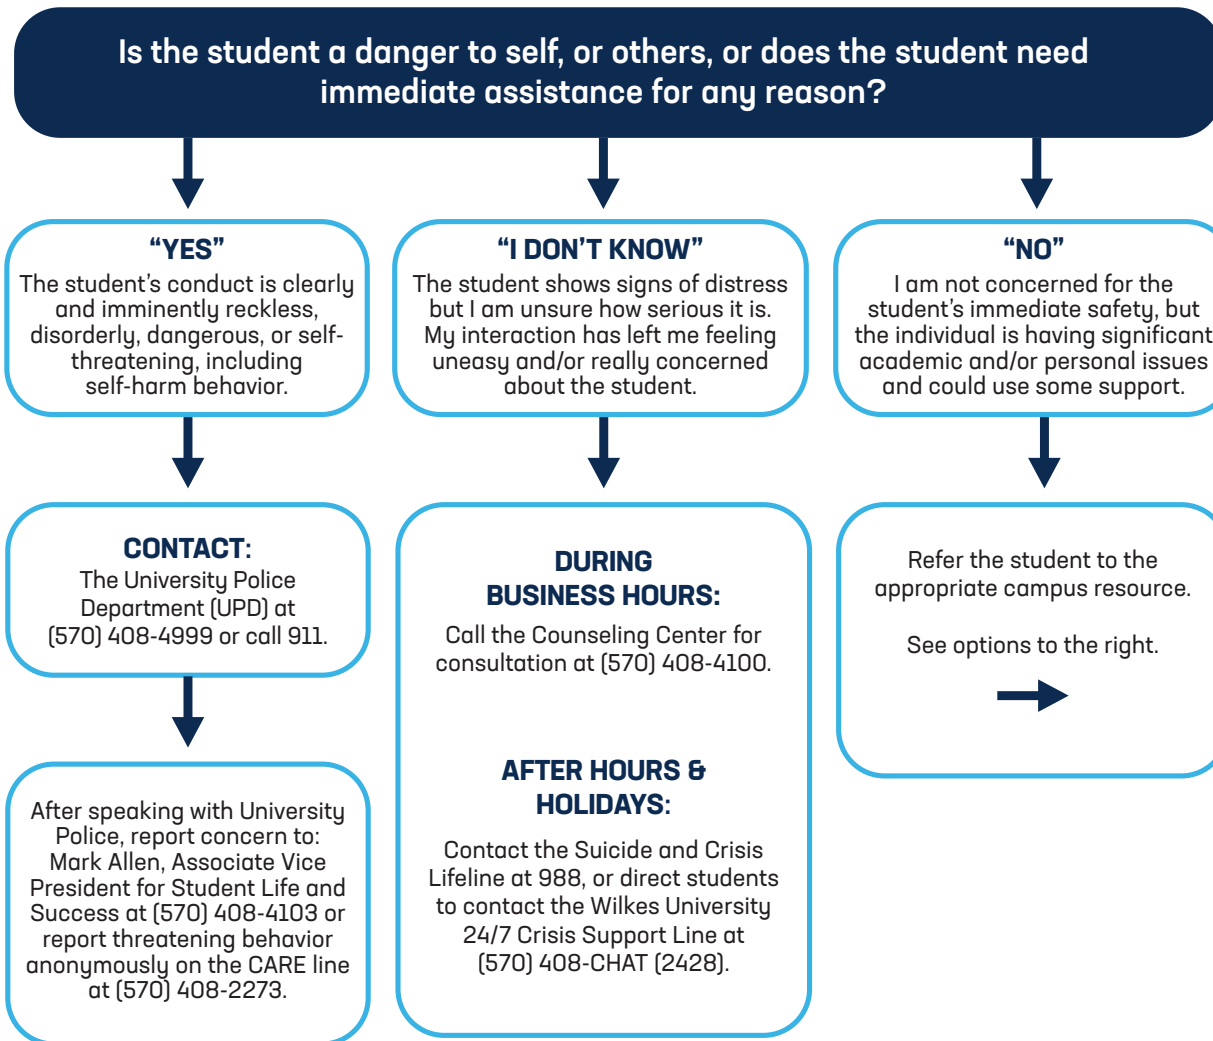 Is the student a danger to self, or others, or does the student need
immediate assistance for any reason?
“YES”
The student’s conduct is clearly
and imminently reckless,
disorderly, dangerous, or self-
threatening, including
self-harm behavior.
“I DON’T KNOW”
The student shows signs of distress
but I am unsure how serious it is.
My interaction has left me feeling
uneasy and/or really concerned
about the student.
“NO”
I am not concerned for the
student’s immediate safety, but
the individual is having significant
academic and/or personal issues
and could use some support.
CONTACT:
The University Police
Department (UPD) at
(570) 408-4999 or call 911.
After speaking with University
Police, report concern to:
Mark Allen, Associate Vice
President for Student Life and
Success at (570) 408-4103 or
report threatening behavior
anonymously on the CARE line
at (570) 408-2273.
DURING
BUSINESS HOURS:
Call the Counseling Center for
consultation at (570) 408-4100.
AFTER HOURS &
HOLIDAYS:
Contact the Suicide and Crisis
Lifeline at 988, or direct students
to contact the Wilkes University
24/7 Crisis Support Line at
(570) 408-CHAT (2428).
Refer the student to the
appropriate campus resource.
See options to the right.